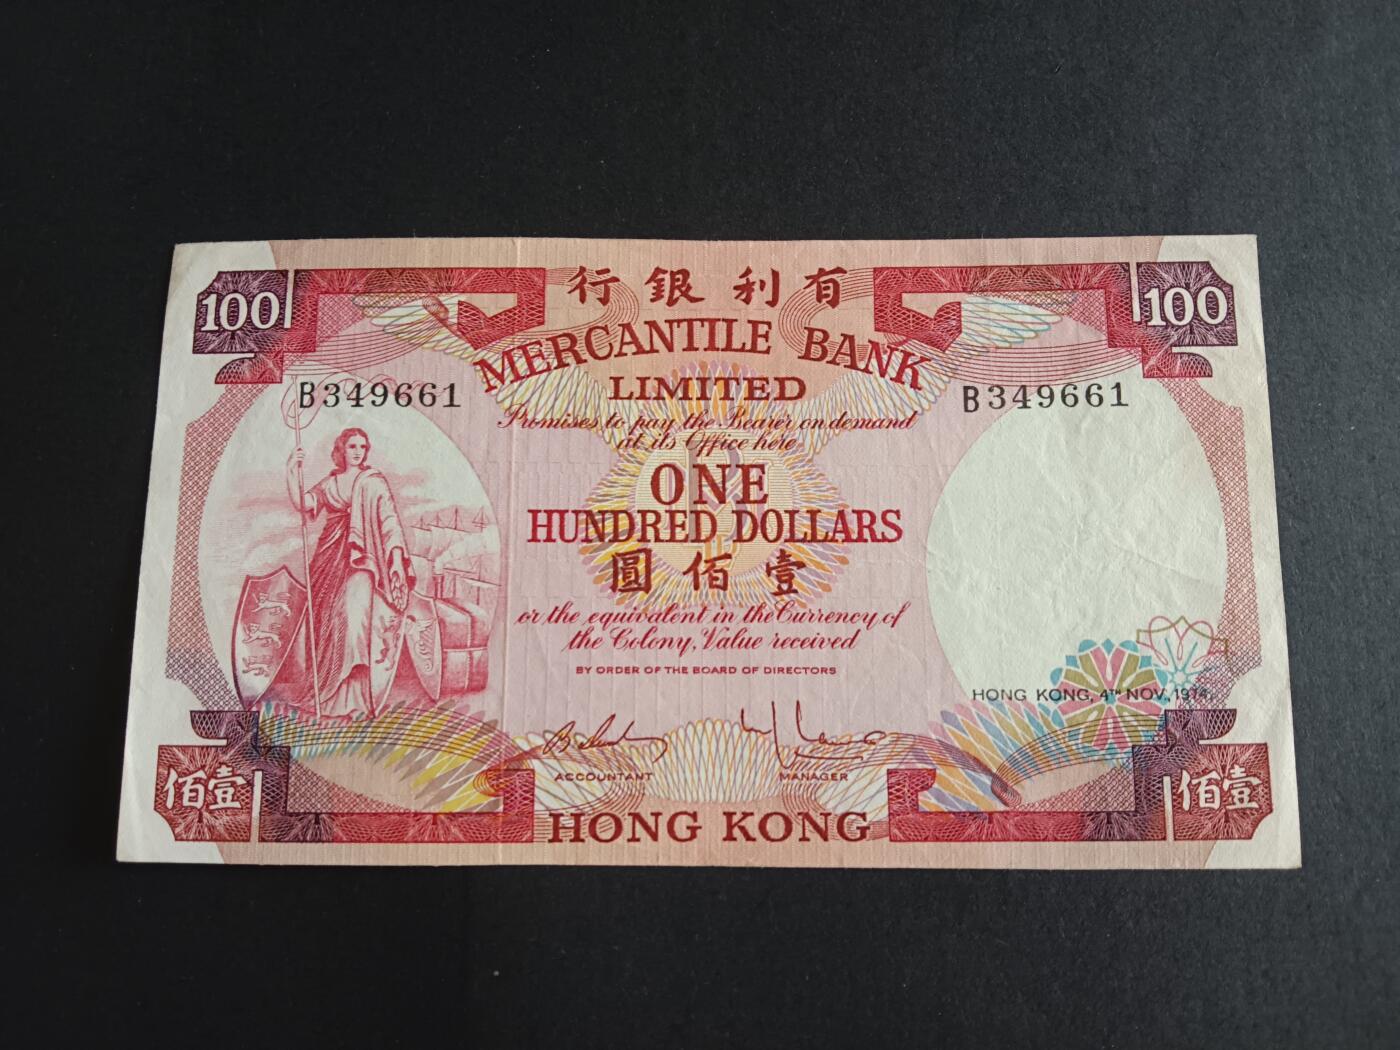 100 行銀利有 100
MERCANTILE BANK
LIMITED
B349661 B349661
Promises to pay the Bearer on demand
at its Office here
ONE
HUNDRED DOLLARS
圓佰壹
or the equivalent in the Currency of
the Colony, Value received
BY ORDER OF THE BOARD OF DIRECTORS
HONG KONG, 4TH NOV. 1974.
ACCOUNTANT MANAGER
佰壹 HONG KONG 佰壹